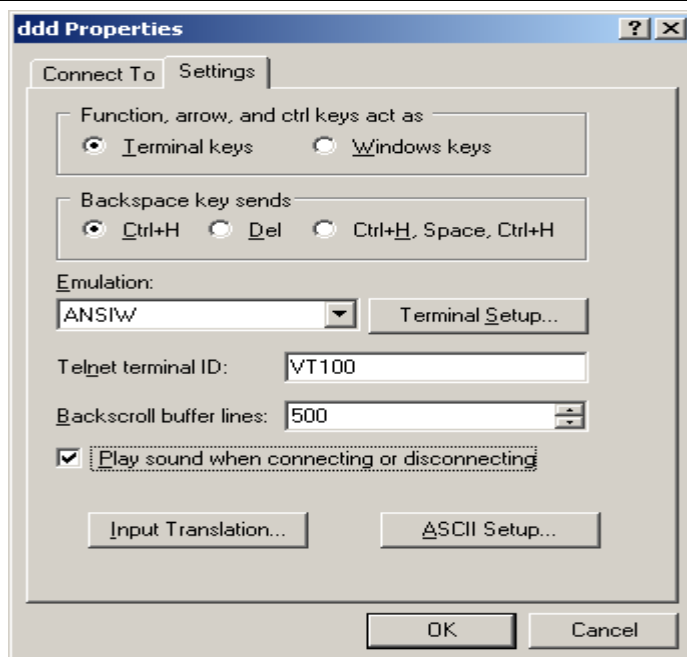 ddd Properties
Connect To Settings
Function, arrow, and ctrl keys act as
Terminal keys Windows keys
Backspace key sends
Ctrl+H Del Ctrl+H, Space, Ctrl+H
Emulation:
ANSIW Terminal Setup...
Telnet terminal ID: VT100
Backscroll buffer lines: 500
Play sound when connecting or disconnecting
Input Translation... ASCII Setup...
OK Cancel